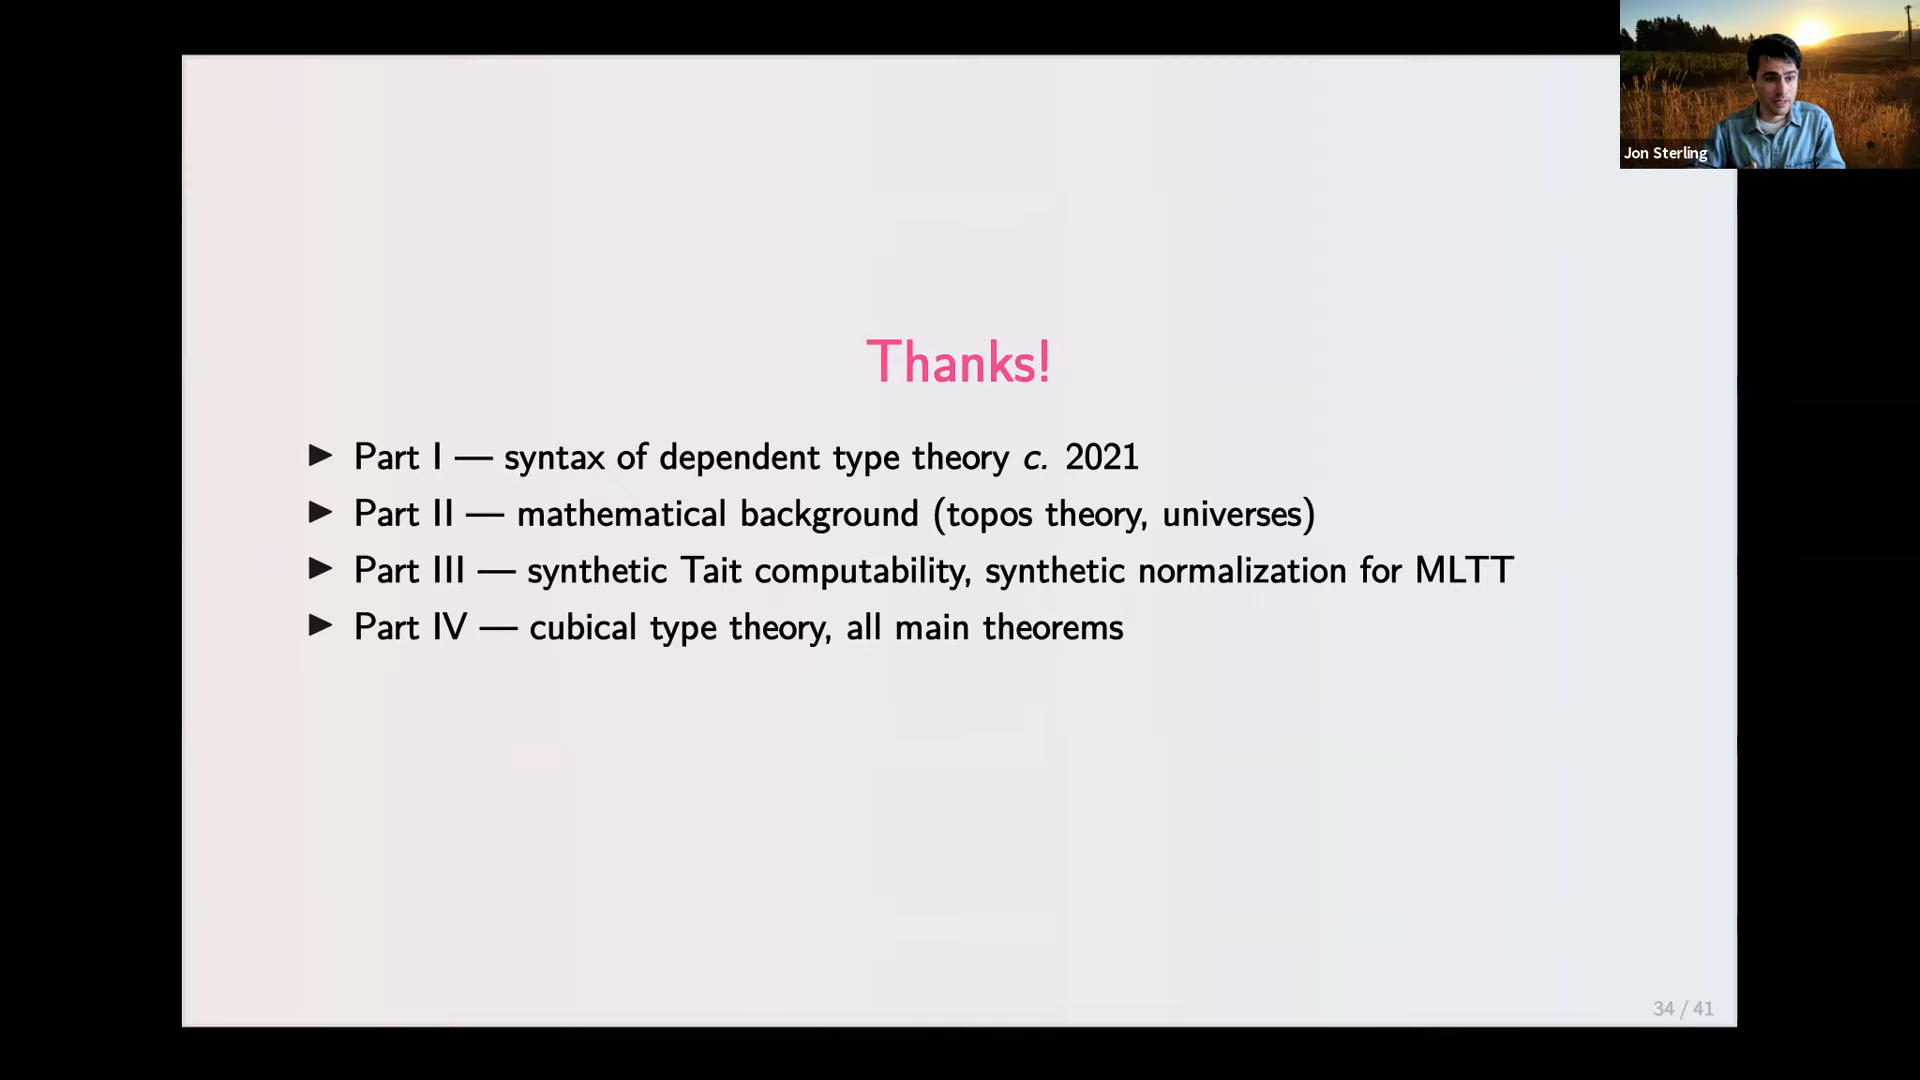 Jon Sterling
Thanks!
▶ Part I — syntax of dependent type theory c. 2021
▶ Part II — mathematical background (topos theory, universes)
▶ Part III — synthetic Tait computability, synthetic normalization for MLTT
▶ Part IV — cubical type theory, all main theorems
34 / 41